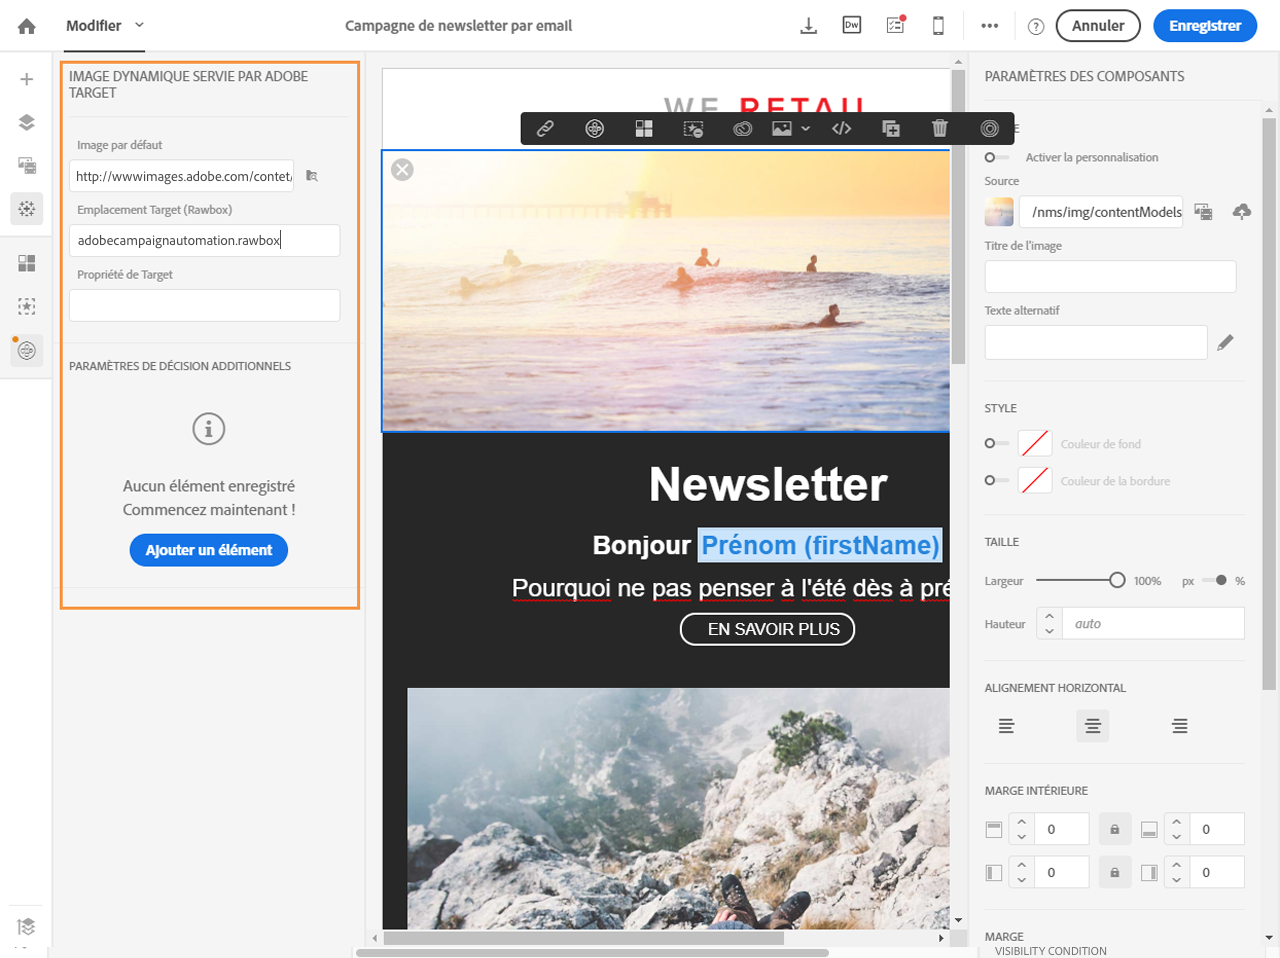 Modifier
Campagne de newsletter par email
Dw
Annuler
Enregistrer
IMAGE DYNAMIQUE SERVIE PAR ADOBE
TARGET
Image par défaut
http://wwwimages.adobe.com/contet/
Emplacement Target (Rawbox)
adobecampaignautomation.rawbox
Propriété de Target
PARAMÈTRES DE DÉCISION ADDITIONNELS
Aucun élément enregistré
Commencez maintenant !
Ajouter un élément
WE RETAIL
Newsletter
Bonjour Prénom (firstName)
Pourquoi ne pas penser à l'été dès à pré
EN SAVOIR PLUS
PARAMÈTRES DES COMPOSANTS
E
Activer la personnalisation
Source
/nms/img/contentModels
Titre de l'image
Texte alternatif
STYLE
Couleur de fond
Couleur de la bordure
TAILLE
Largeur 100% px %
Hauteur auto
ALIGNEMENT HORIZONTAL
MARGE INTÉRIEURE
0 0
0 0
MARGE
VISIBILITY CONDITION